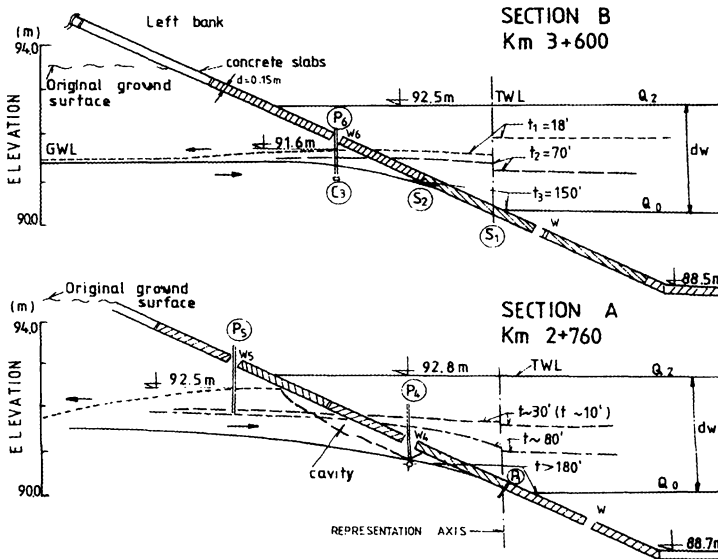 SECTION B
Km 3+600
(m)
94.0
Left bank
concrete slabs
d=0.15m
Original ground
surface
ELEVATION
GWL
90.0
91.6m
P6
W6
C3
S2
S1
92.5m
TWL
Q2
t1=18'
t2=70'
t3=150'
dw
Q0
W
88.5m
SECTION A
Km 2+760
(m)
Original ground
surface
94.0
ELEVATION
90.0
92.5m
P5
W5
P4
W4
cavity
92.8m
TWL
Q2
t~30' (t~10')
t~80'
t>180'
dw
R
Q0
W
REPRESENTATION AXIS
88.7m